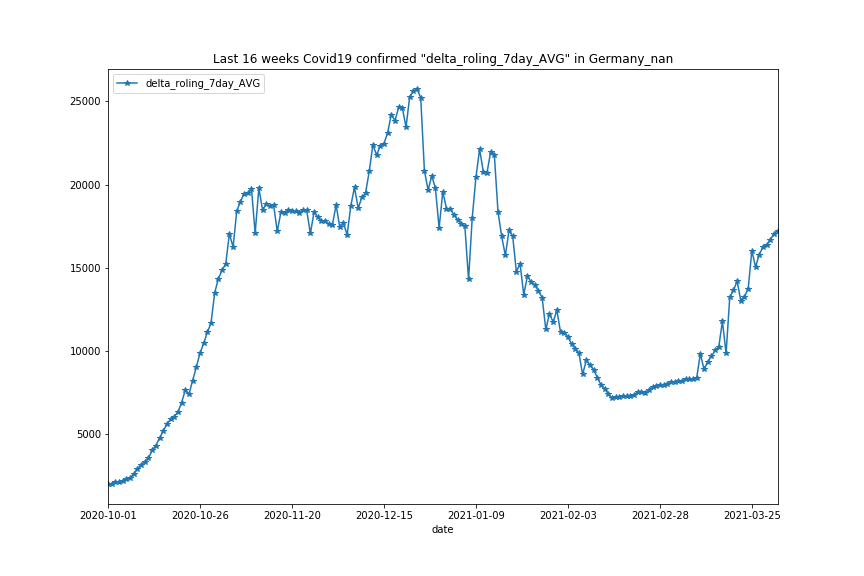 Last 16 weeks Covid19 confirmed "delta_roling_7day_AVG" in Germany_nan
delta_roling_7day_AVG
25000
20000
15000
10000
5000
2020-10-01 2020-10-26 2020-11-20 2020-12-15 2021-01-09 2021-02-03 2021-02-28 2021-03-25
date